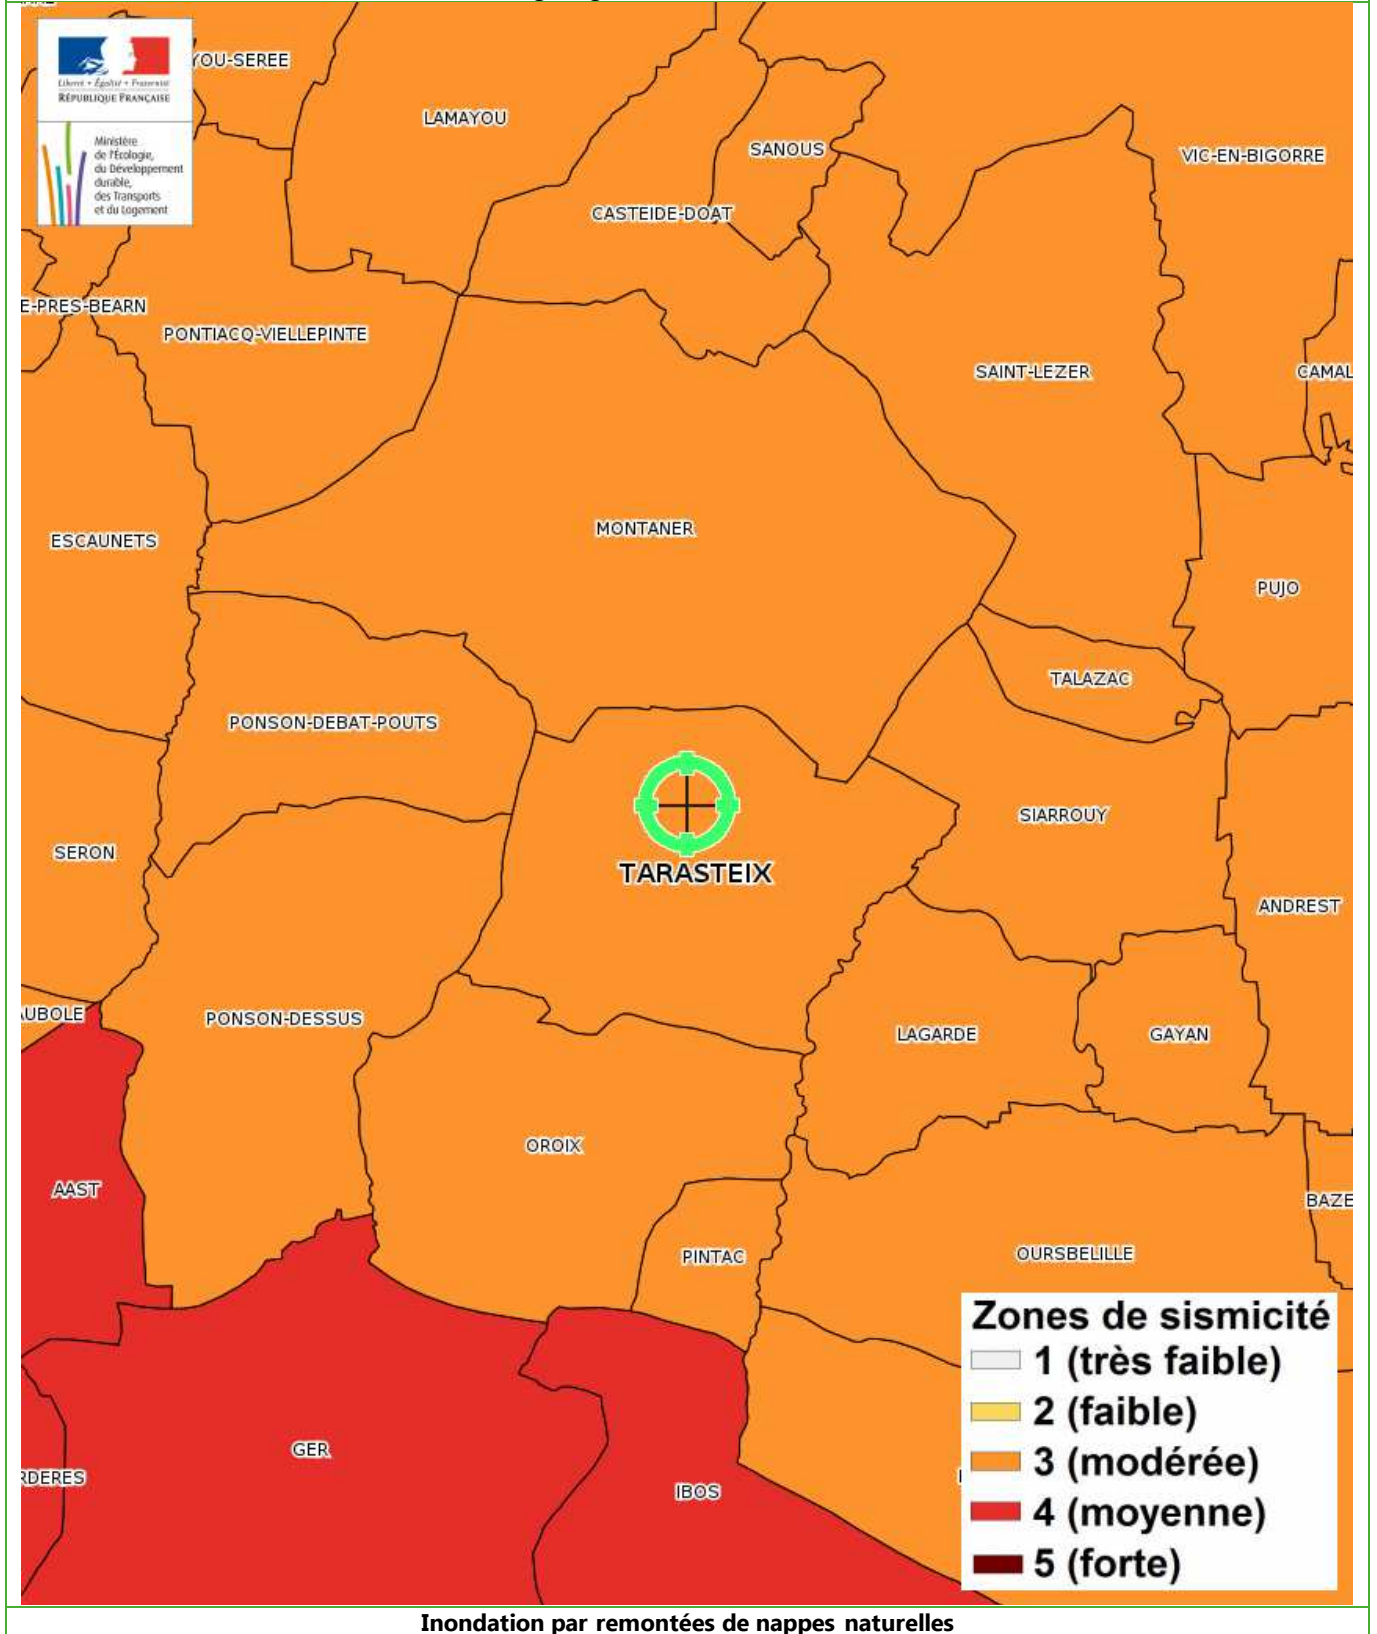 YOU-SEREE
Liberté • Égalité • Fraternité
RÉPUBLIQUE FRANÇAISE
LAMAYOU
Ministère
de l'Écologie,
du Développement
durable,
des Transports
et du Logement
SANOUS
VIC-EN-BIGORRE
CASTEIDE-DOAT
E-PRES-BEARN
PONTIACQ-VIELLEPINTE
SAINT-LEZER
CAMAL
ESCAUNETS
MONTANER
PUJO
TALAZAC
PONSON-DEBAT-POUTS
SIARROUY
SERON
TARASTEIX
ANDREST
AUBOLE
PONSON-DESSUS
LAGARDE
GAYAN
OROIX
AAST
BAZE
PINTAC
OURSBELILLE
Zones de sismicité
1 (très faible)
2 (faible)
3 (modérée)
4 (moyenne)
5 (forte)
GER
RDERES
IBOS
Inondation par remontées de nappes naturelles